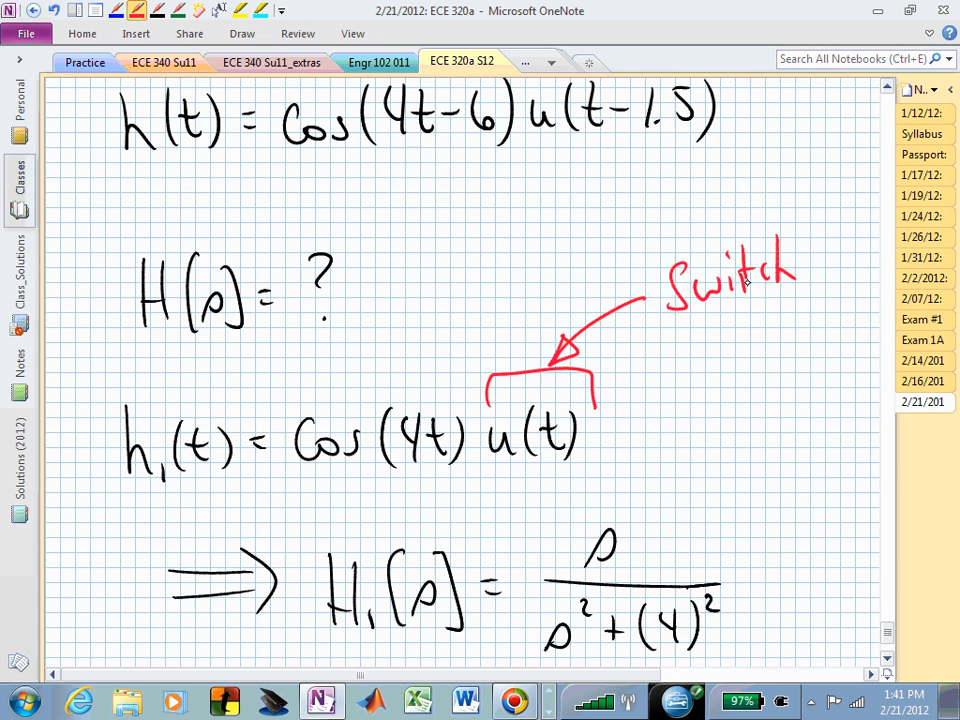 2/21/2012: ECE 320a - Microsoft OneNote
File Home Insert Share Draw Review View
Practice ECE 340 Su11 ECE 340 Su11_extras Engr 102 011 ECE 320a S12 ... Search All Notebooks (Ctrl+E)
N..
Personal
Classes
Class_Solutions
Notes
Solutions (2012)
1/12/12:
Syllabus
Passport:
1/17/12:
1/19/12:
1/24/12:
1/26/12:
1/31/12:
2/2/2012:
2/07/12:
Exam #1
Exam 1A
2/14/201
2/16/201
2/21/201
h(t) = cos(4t-6) u(t-1.5)
H(s) = ?
Switch
h₁(t) = cos(4t) u(t)
⟹ H₁(s) = s / (s² + (4)²)
97% 1:41 PM
2/21/2012